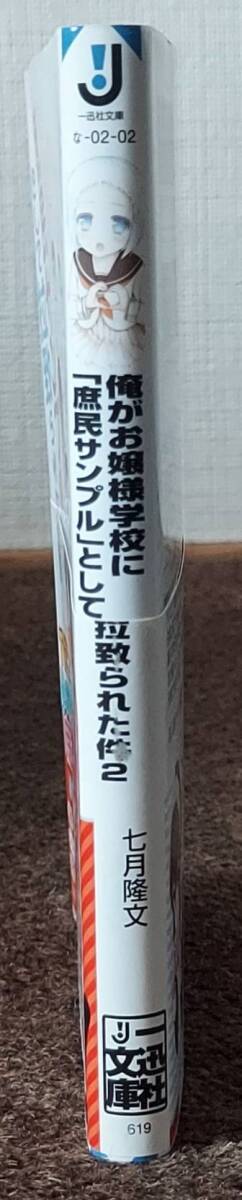 一迅社文庫
な-02-02
俺がお嬢様学校に
「庶民サンプル」として
拉致られた件2
七月隆文
一迅社
文庫
619